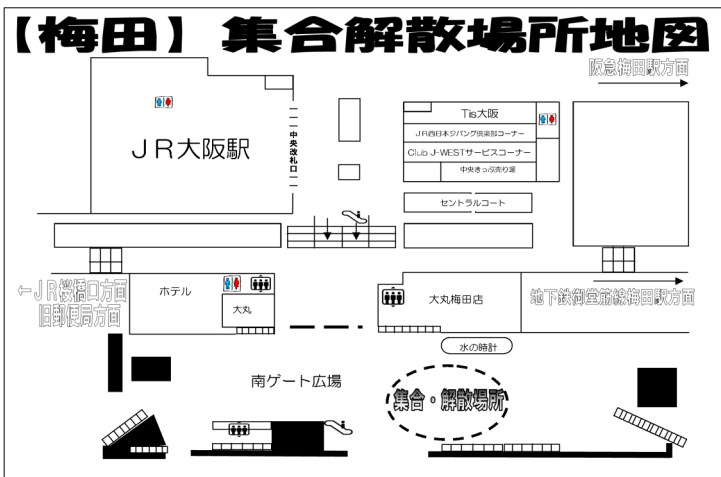 【梅田】集合解散場所地図
阪急梅田駅方面
JR大阪駅
中央改札口
Tis大阪
JR西日本ジパング倶楽部コーナー
Club J-WESTサービスコーナー
中央きっぷ売り場
セントラルコート
←JR桜橋口方面
旧郵便局方面
ホテル
大丸
大丸梅田店
地下鉄御堂筋線梅田駅方面
水の時計
南ゲート広場
集合・解散場所